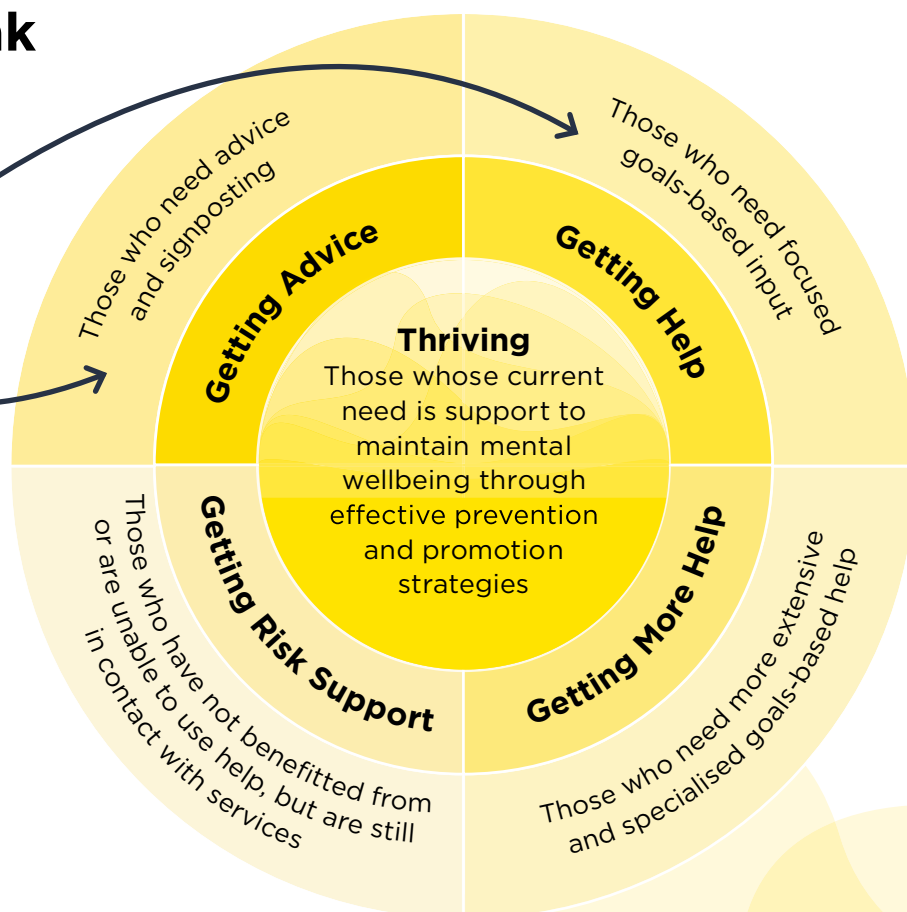 Those who need advice
and signposting
Getting Advice
Those who need focused
goals-based input
Getting Help
Thriving
Those whose current
need is support to
maintain mental
wellbeing through
effective prevention
and promotion
strategies
Getting Risk Support
Those who have not benefitted from
or are unable to use help, but are still
in contact with services
Getting More Help
Those who need more extensive
and specialised goals-based help